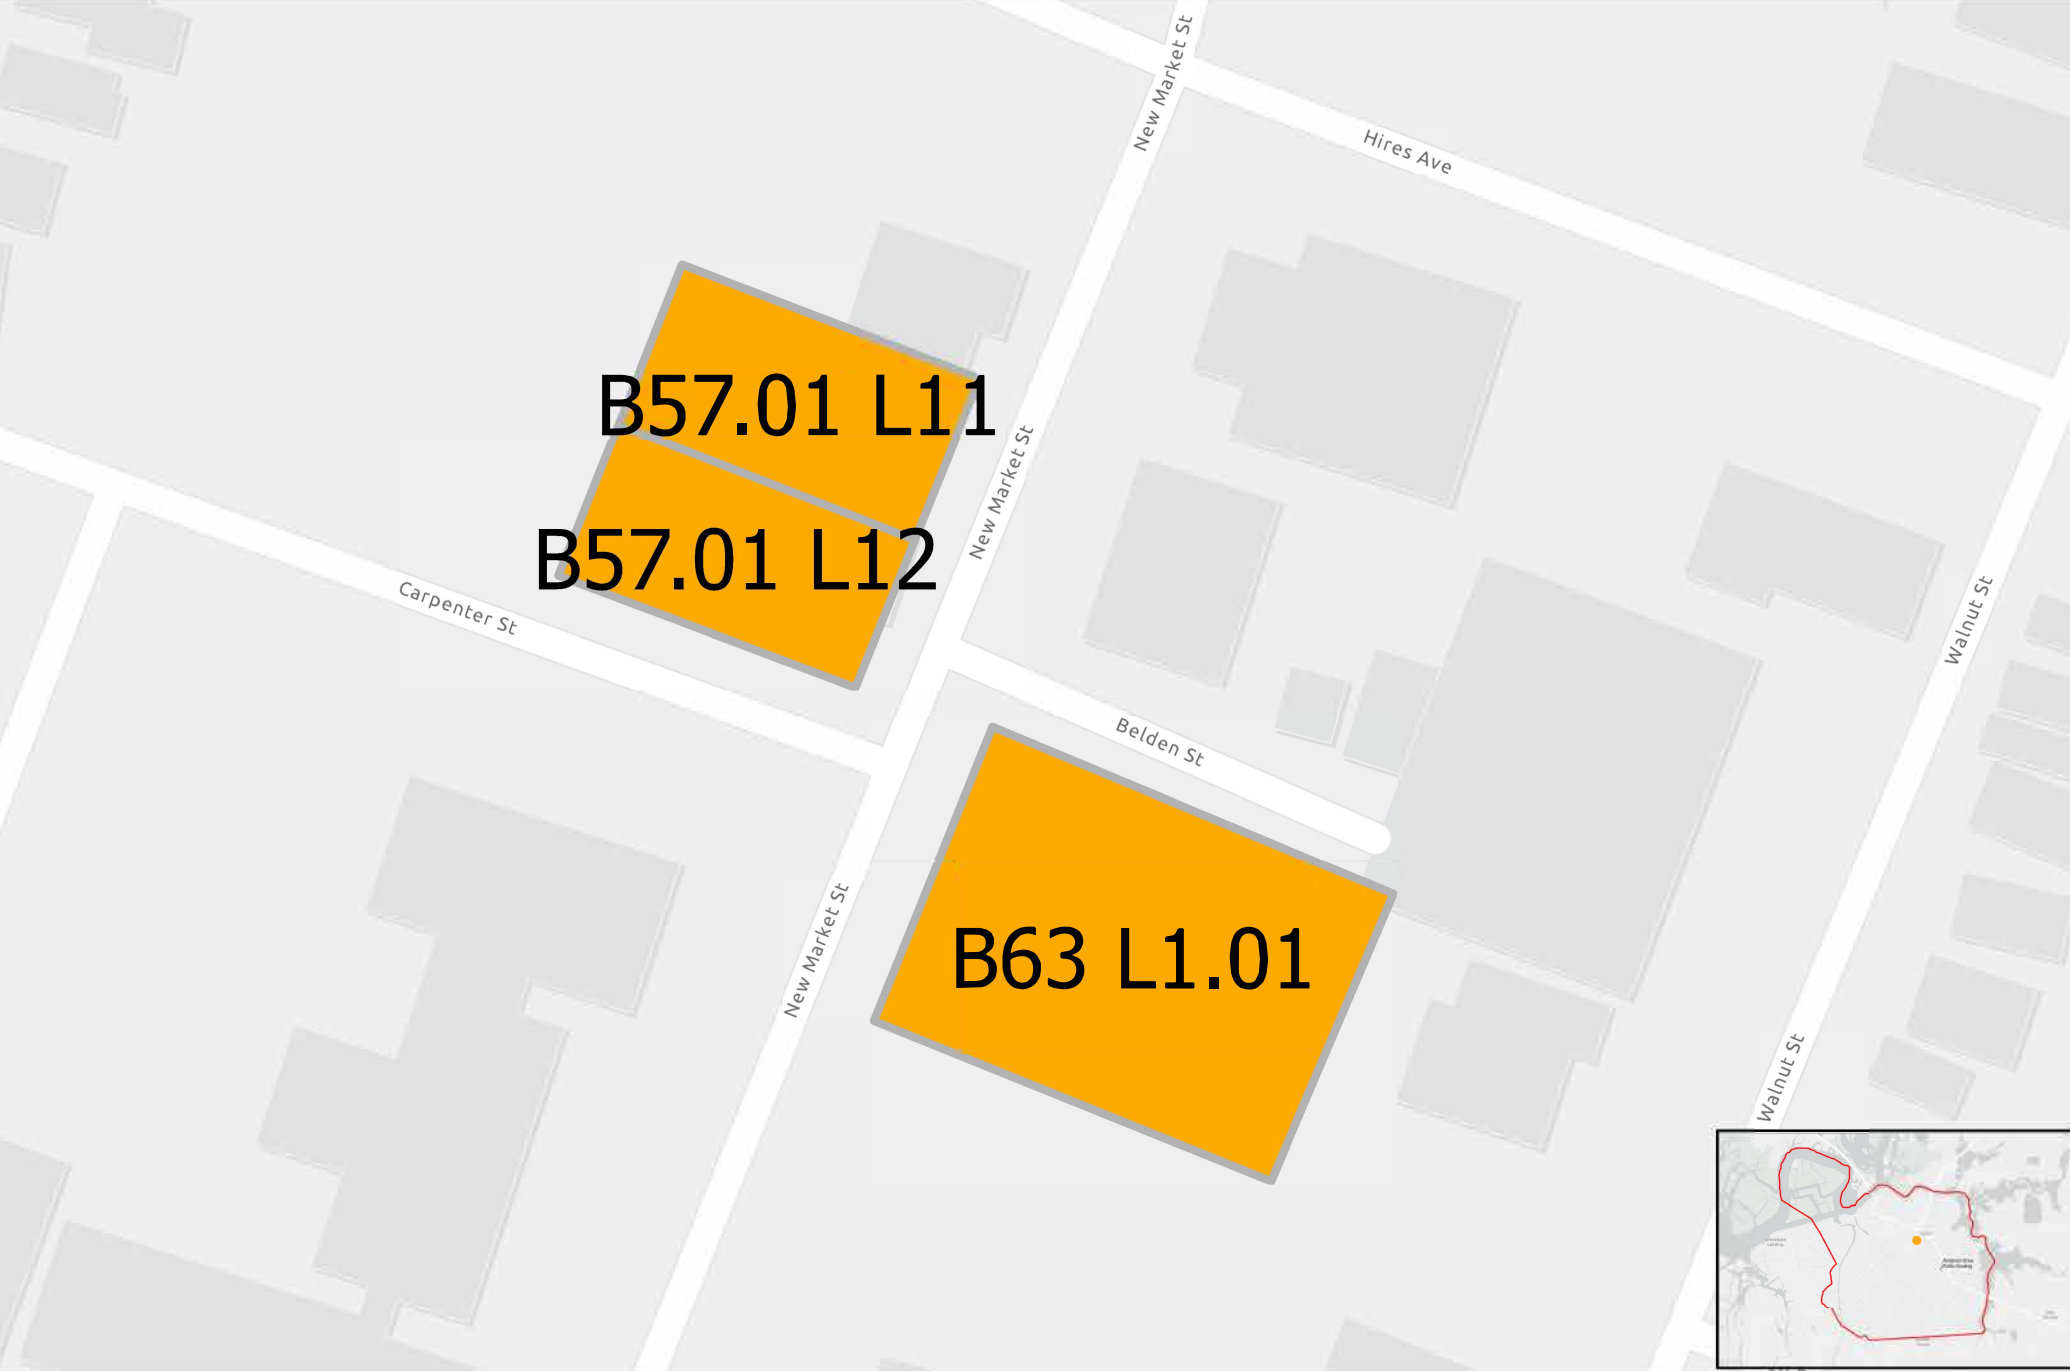 New Market St
Hires Ave
B57.01 L11
New Market St
B57.01 L12
Carpenter St
Walnut St
Belden St
New Market St
B63 L1.01
Walnut St